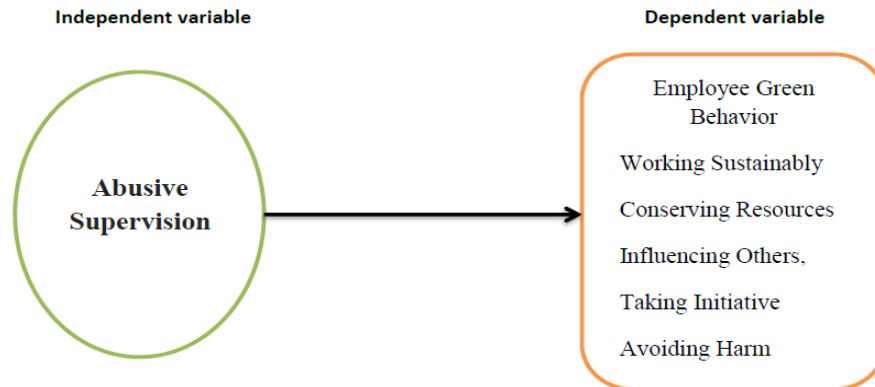 Independent variable
Dependent variable
Abusive
Supervision
Employee Green
Behavior
Working Sustainably
Conserving Resources
Influencing Others,
Taking Initiative
Avoiding Harm